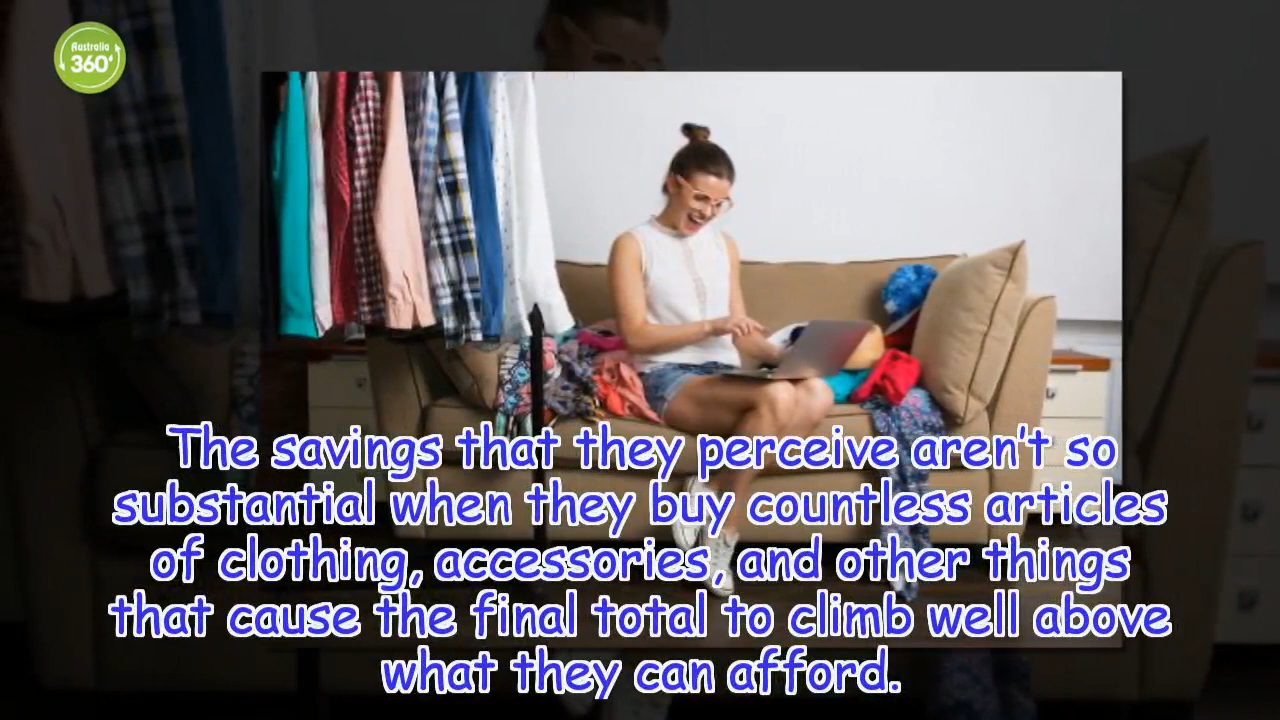 Australia
360°
The savings that they perceive aren't so
substantial when they buy countless articles
of clothing, accessories, and other things
that cause the final total to climb well above
what they can afford.